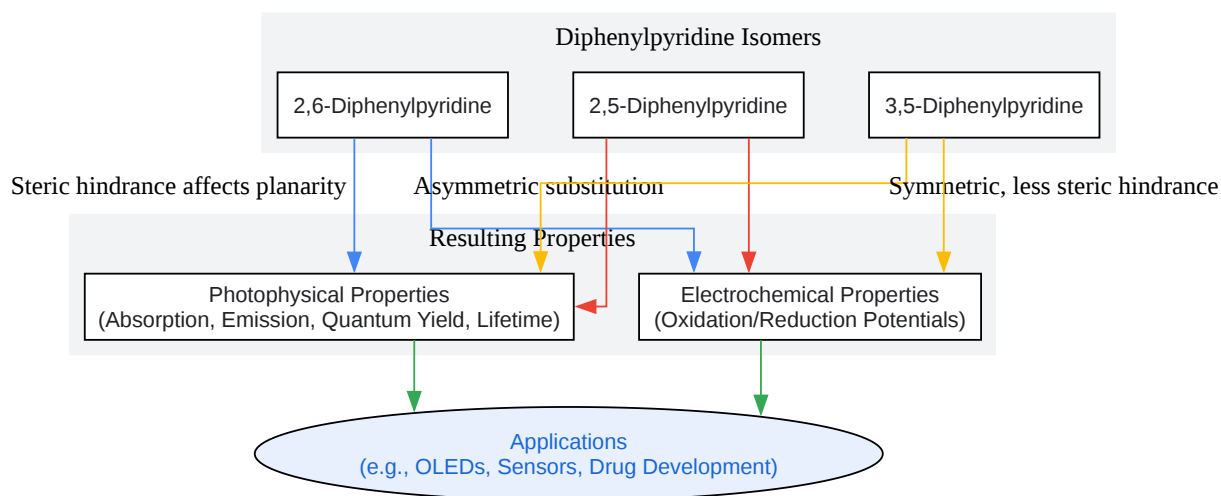 Diphenylpyridine Isomers
2,6-Diphenylpyridine
2,5-Diphenylpyridine
3,5-Diphenylpyridine
Steric hindrance affects planarity
Asymmetric substitution
Symmetric, less steric hindrance
Resulting Properties
Photophysical Properties
(Absorption, Emission, Quantum Yield, Lifetime)
Electrochemical Properties
(Oxidation/Reduction Potentials)
Applications
(e.g., OLEDs, Sensors, Drug Development)